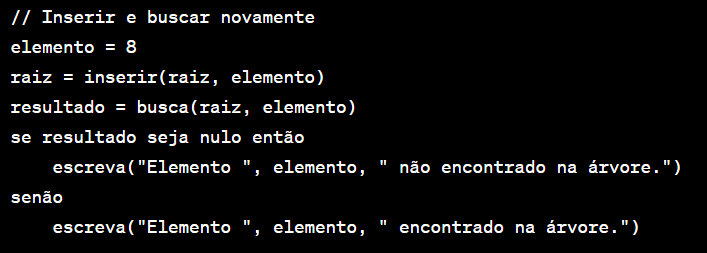 // Inserir e buscar novamente
elemento = 8
raiz = inserir(raiz, elemento)
resultado = busca(raiz, elemento)
se resultado seja nulo então
    escreva("Elemento ", elemento, " não encontrado na árvore.")
senão
    escreva("Elemento ", elemento, " encontrado na árvore.")